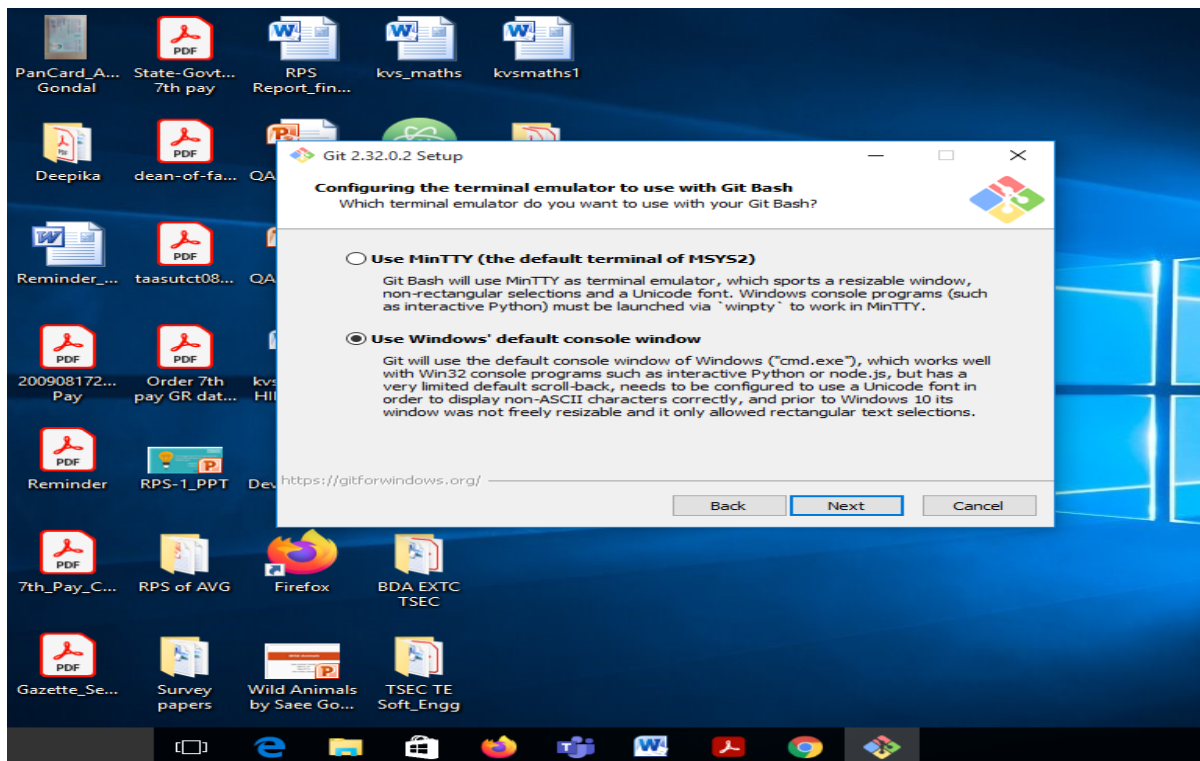 PanCard_A... State-Govt... RPS kvs_maths kvsmaths1
Gondal 7th pay Report_fin...
Deepika dean-of-fa... QA
Git 2.32.0.2 Setup
Configuring the terminal emulator to use with Git Bash
Which terminal emulator do you want to use with your Git Bash?
Use MinTTY (the default terminal of MSYS2)
Git Bash will use MinTTY as terminal emulator, which sports a resizable window,
non-rectangular selections and a Unicode font. Windows console programs (such
as interactive Python) must be launched via `winpty` to work in MinTTY.
Use Windows' default console window
Git will use the default console window of Windows ("cmd.exe"), which works well
with Win32 console programs such as interactive Python or node.js, but has a
very limited default scroll-back, needs to be configured to use a Unicode font in
order to display non-ASCII characters correctly, and prior to Windows 10 its
window was not freely resizable and it only allowed rectangular text selections.
https://gitforwindows.org/
Back Next Cancel
Reminder_... taasutct08... QA
200908172... Order 7th kvs
Pay pay GR dat... HI
Reminder RPS-1_PPT Dev
7th_Pay_C... RPS of AVG Firefox BDA EXTC
TSEC
Gazette_Se... Survey Wild Animals TSEC TE
papers by Saee Go... Soft_Engg